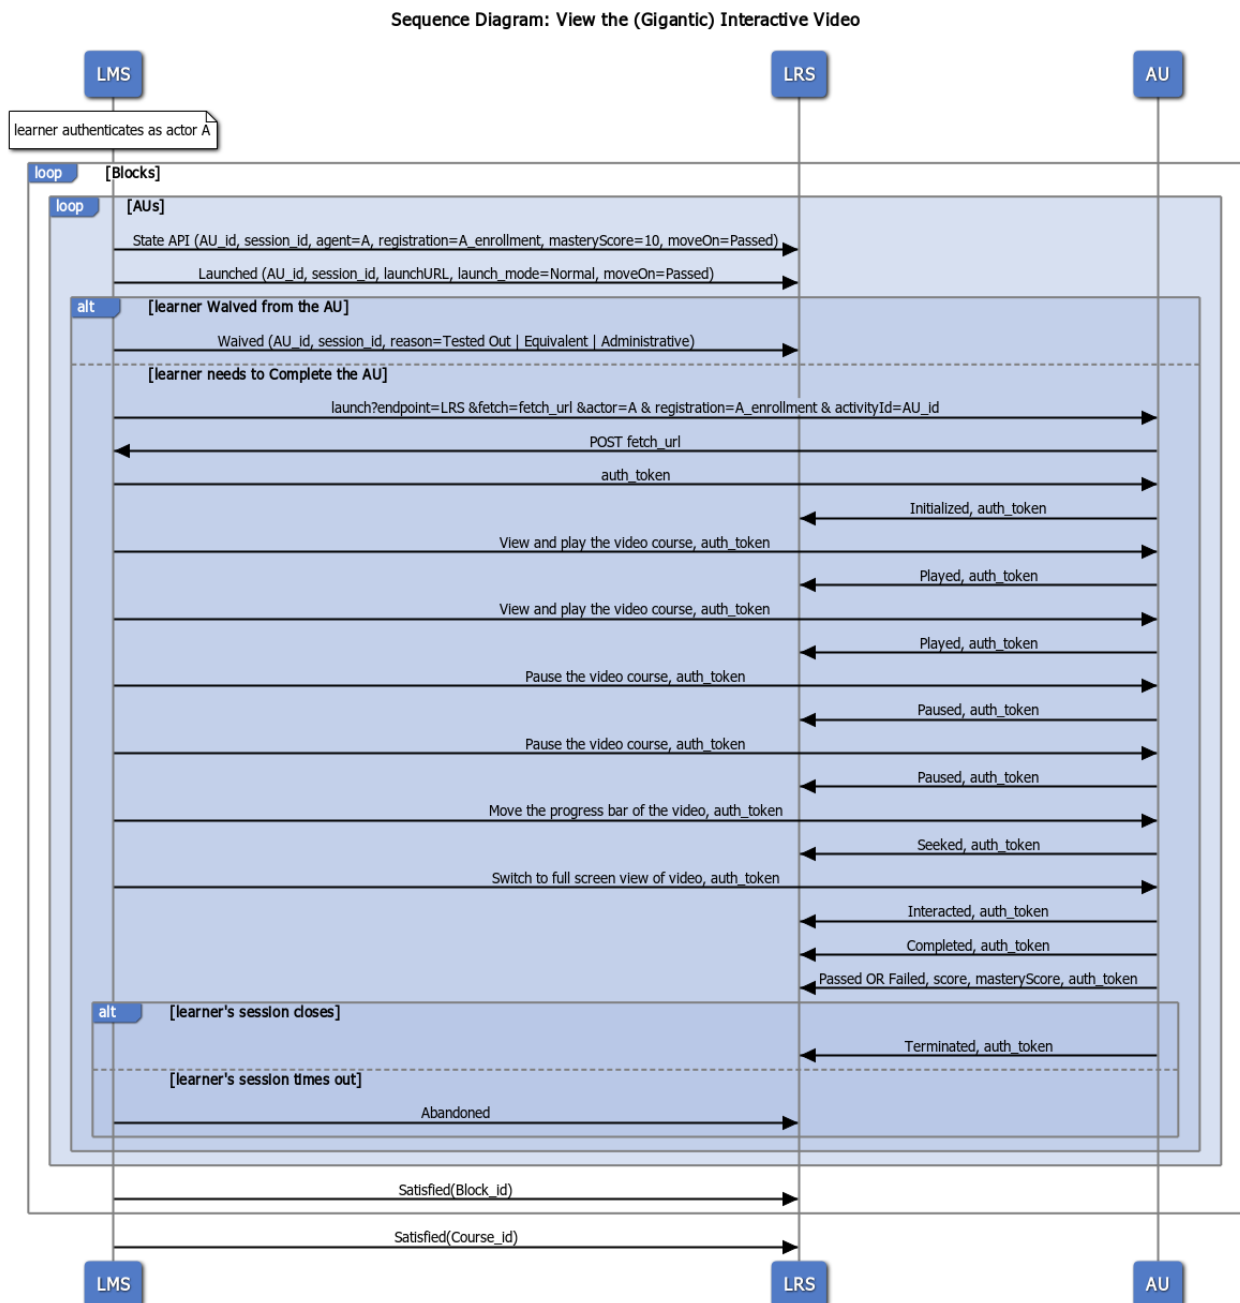 Sequence Diagram: View the (Gigantic) Interactive Video
LMS
LRS
AU
learner authenticates as actor A
loop
[Blocks]
loop
[AUs]
State API (AU_id, session_id, agent=A, registration=A_enrollment, masteryScore=10, moveOn=Passed)
Launched (AU_id, session_id, launchURL, launch_mode=Normal, moveOn=Passed)
alt
[learner Waived from the AU]
Waived (AU_id, session_id, reason=Tested Out | Equivalent | Administrative)
[learner needs to Complete the AU]
launch?endpoint=LRS &fetch=fetch_url &actor=A & registration=A_enrollment & activityId=AU_id
POST fetch_url
auth_token
Initialized, auth_token
View and play the video course, auth_token
Played, auth_token
View and play the video course, auth_token
Played, auth_token
Pause the video course, auth_token
Paused, auth_token
Pause the video course, auth_token
Paused, auth_token
Move the progress bar of the video, auth_token
Seeked, auth_token
Switch to full screen view of video, auth_token
Interacted, auth_token
Completed, auth_token
Passed OR Failed, score, masteryScore, auth_token
alt
[learner's session closes]
Terminated, auth_token
[learner's session times out]
Abandoned
Satisfied(Block_id)
Satisfied(Course_id)
LMS
LRS
AU